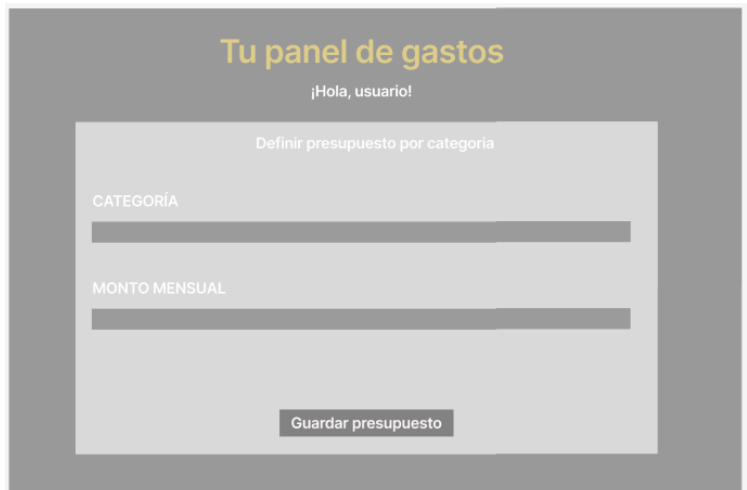 Tu panel de gastos
¡Hola, usuario!
Definir presupuesto por categoria
CATEGORÍA
MONTO MENSUAL
Guardar presupuesto